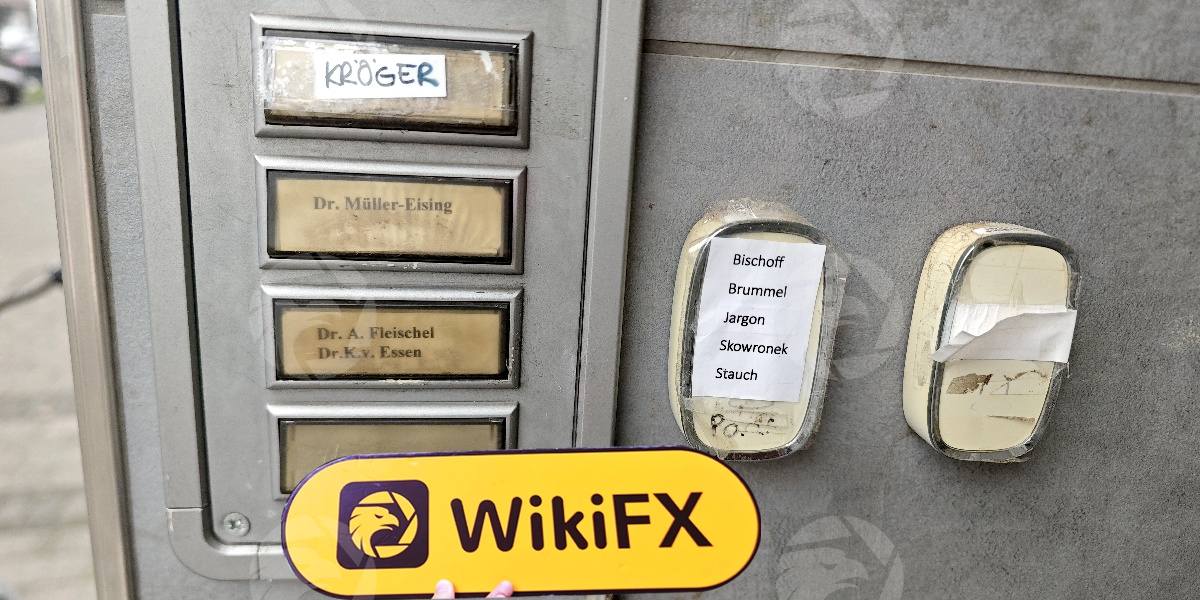 KRÖGER
Dr. Müller-Eising
Dr. A. Fleischel
Dr.K.v. Essen
Bischoff
Brummel
Jargon
Skowronek
Stauch
WikiFX